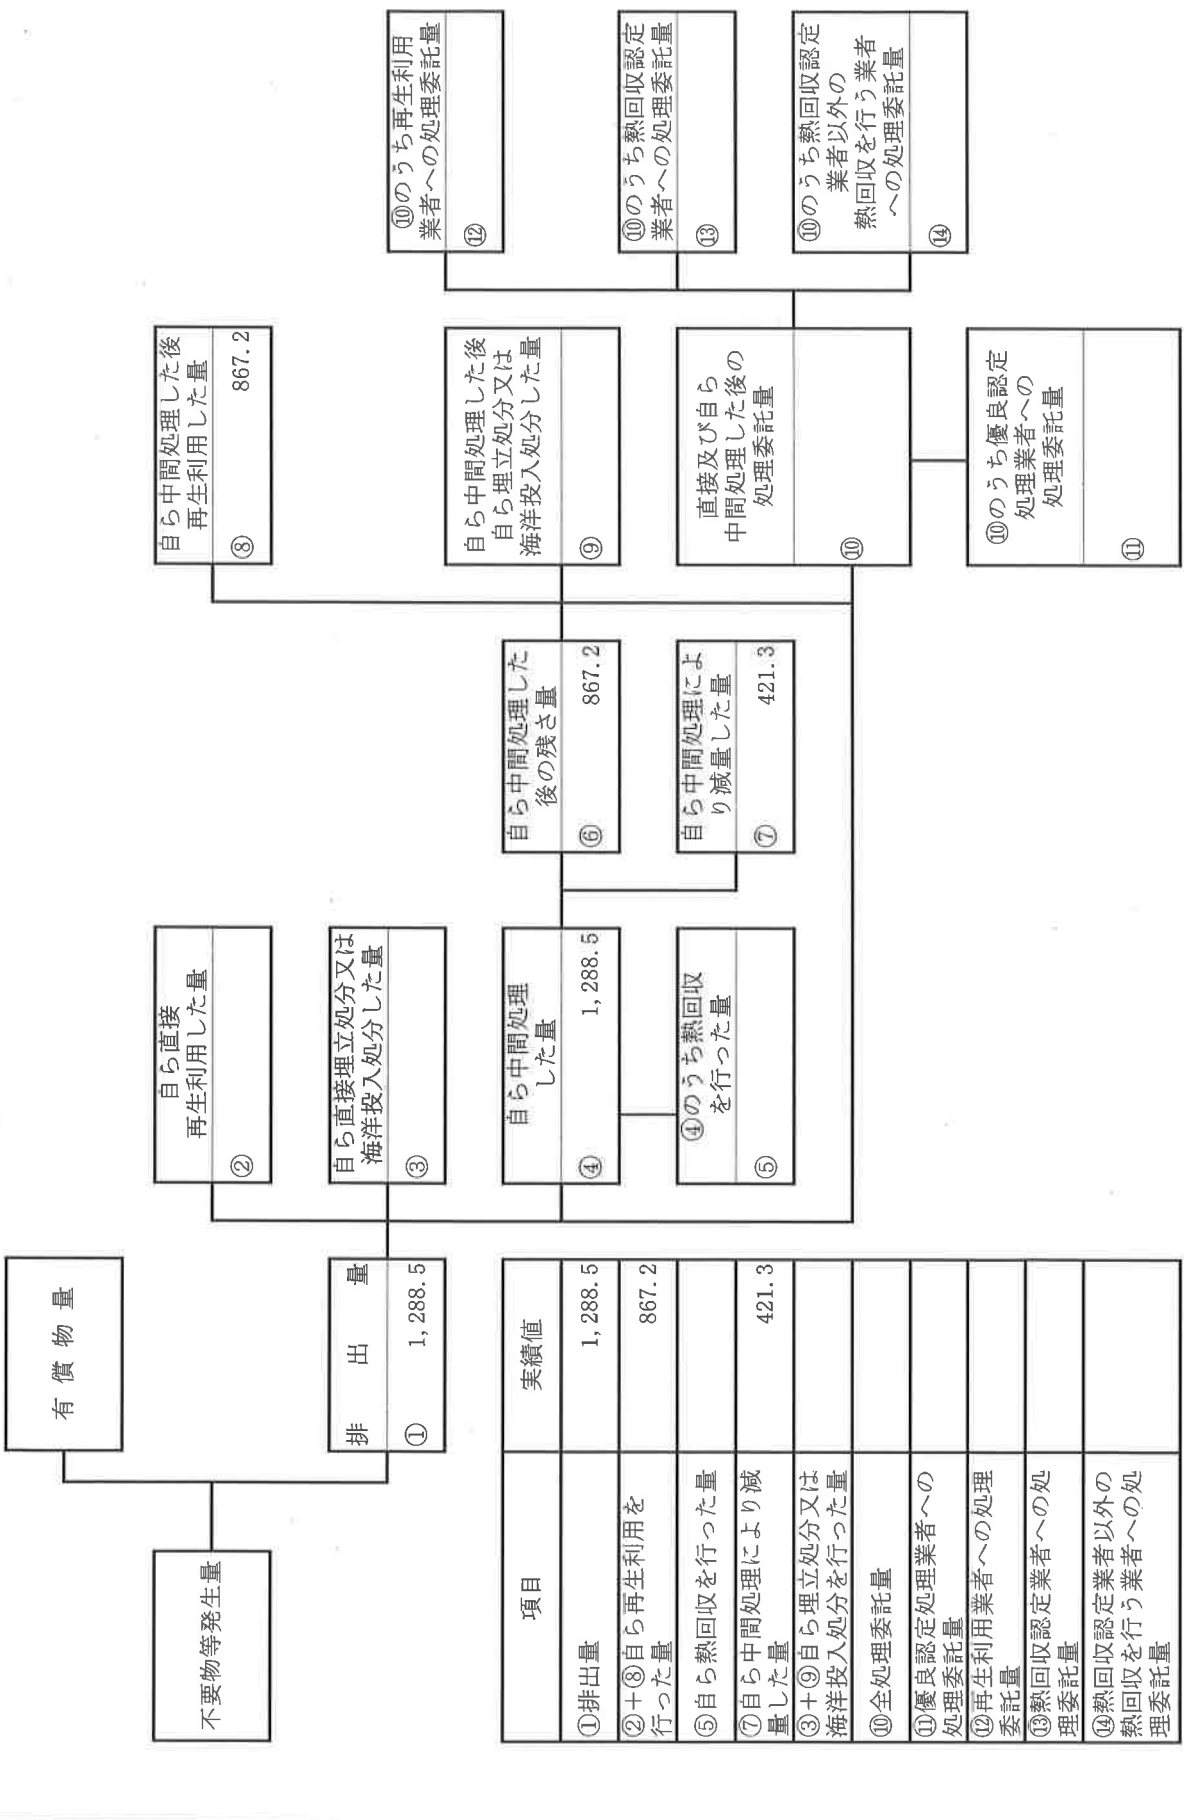 不要物等発生量
有償物量
排出量
① 1,288.5
自ら直接
再生利用した量
②
自ら直接埋立処分又は
海洋投入処分した量
③
自ら中間処理
した量
④ 1,288.5
④のうち熱回収
を行った量
⑤
自ら中間処理した
後の残さ量
⑥ 867.2
自ら中間処理によ
り減量した量
⑦ 421.3
自ら中間処理した後
再生利用した量
⑧ 867.2
自ら中間処理した後
自ら埋立処分又は
海洋投入処分した量
⑨
直接及び自ら
中間処理した後の
処理委託量
⑩
⑩のうち優良認定
処理業者への
処理委託量
⑪
⑩のうち再生利用
業者への処理委託量
⑫
⑩のうち熱回収認定
業者への処理委託量
⑬
⑩のうち熱回収認定
業者以外の
熱回収を行う業者
への処理委託量
⑭
項目 実績値
①排出量 1,288.5
②+⑧自ら再生利用を
行った量 867.2
⑤自ら熱回収を行った量
⑦自ら中間処理により減
量した量 421.3
③+⑨自ら埋立処分又は
海洋投入処分を行った量
⑩全処理委託量
⑪優良認定処理業者への
処理委託量
⑫再生利用業者への処理
委託量
⑬熱回収認定業者への処
理委託量
⑭熱回収認定業者以外の
熱回収を行う業者への処
理委託量